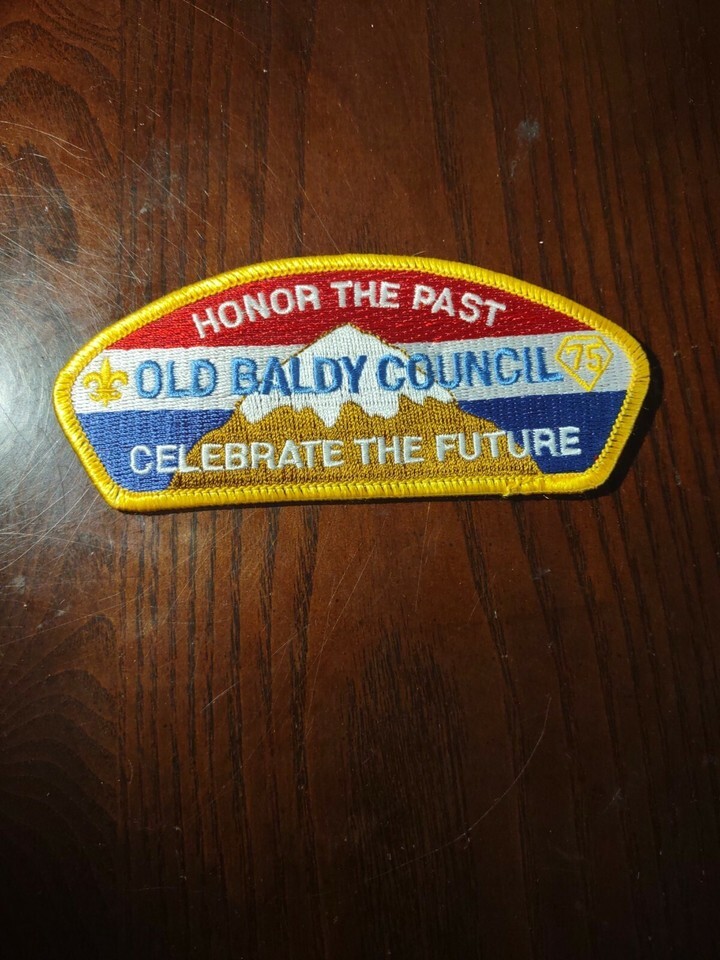 HONOR THE PAST
OLD BALDY COUNCIL 75
CELEBRATE THE FUTURE